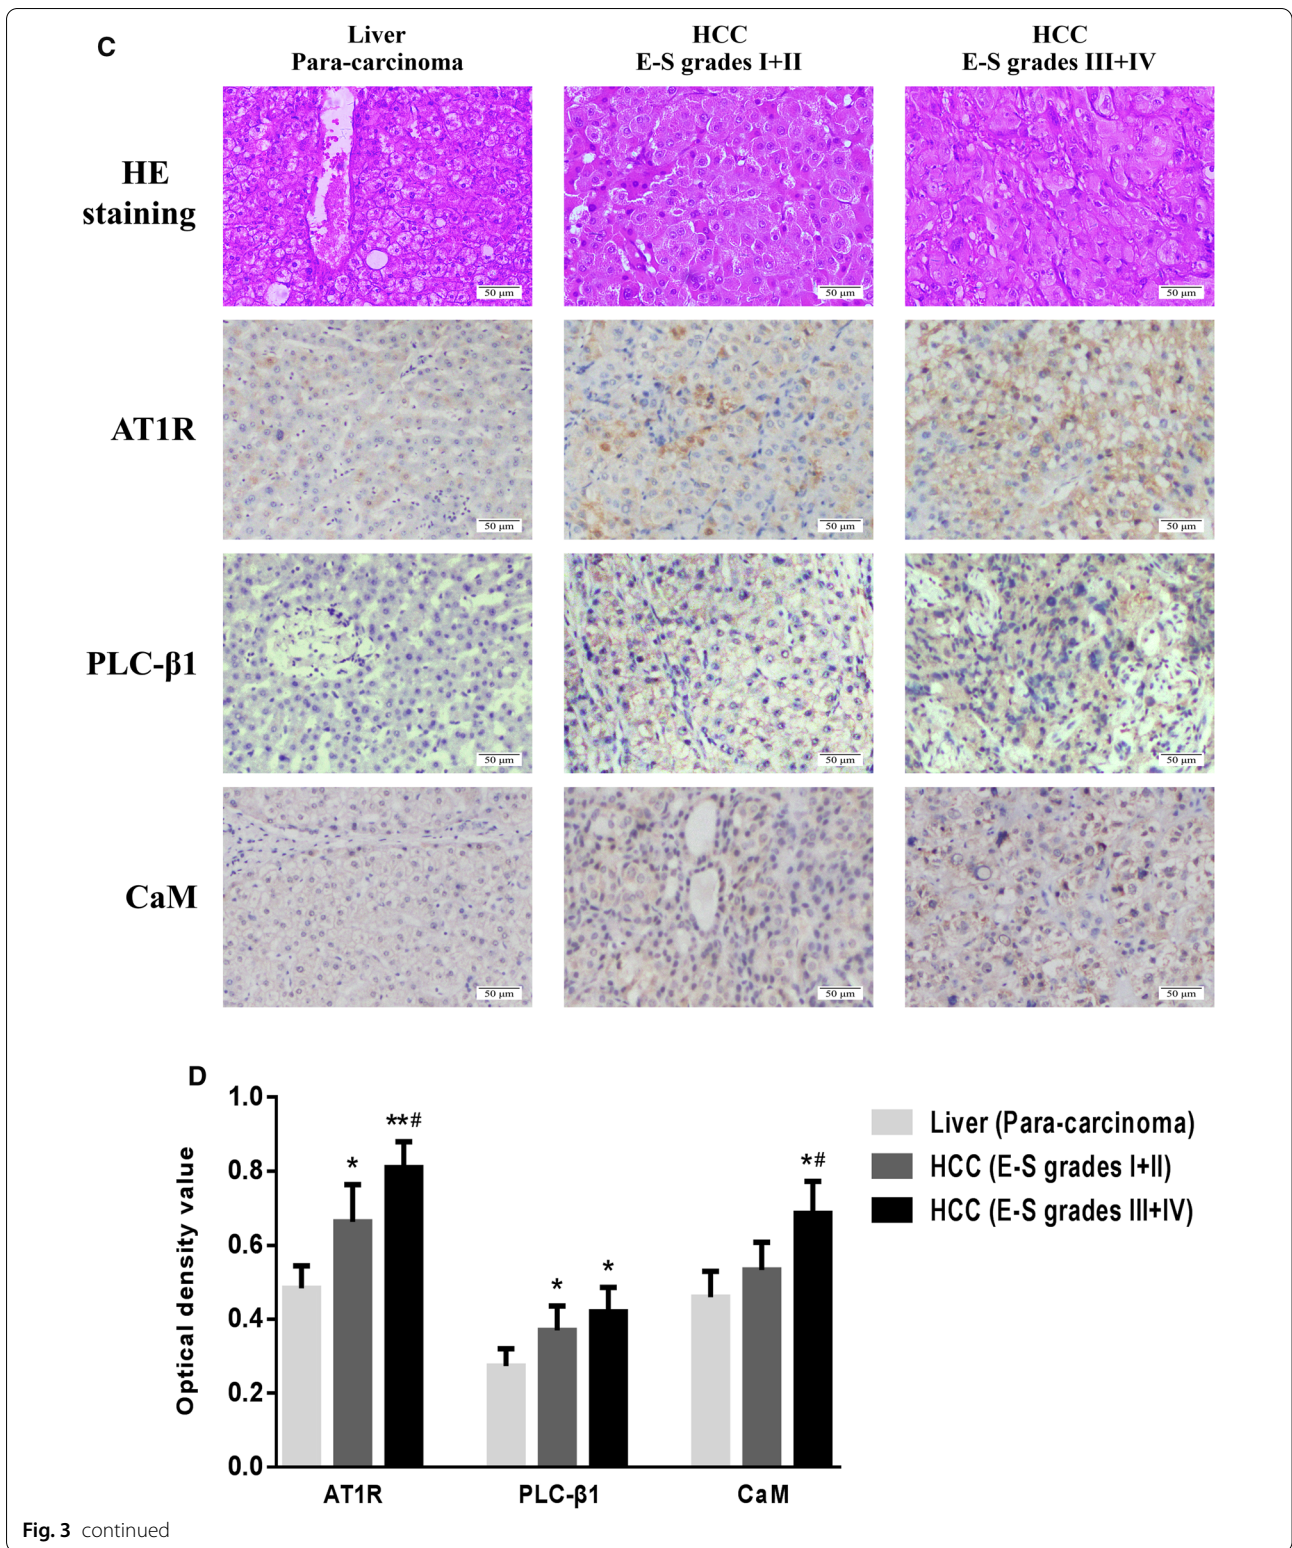 C
Liver
Para-carcinoma
HCC
E-S grades I+II
HCC
E-S grades III+IV
HE
staining
50 µm
50 µm
50 µm
AT1R
50 µm
50 µm
50 µm
PLC-β1
50 µm
50 µm
50 µm
CaM
50 µm
50 µm
50 µm
D
Optical density value
1.0
0.8
0.6
0.4
0.2
0.0
*
**#
*
*
*#
AT1R
PLC-β1
CaM
Liver (Para-carcinoma)
HCC (E-S grades I+II)
HCC (E-S grades III+IV)
Fig. 3 continued